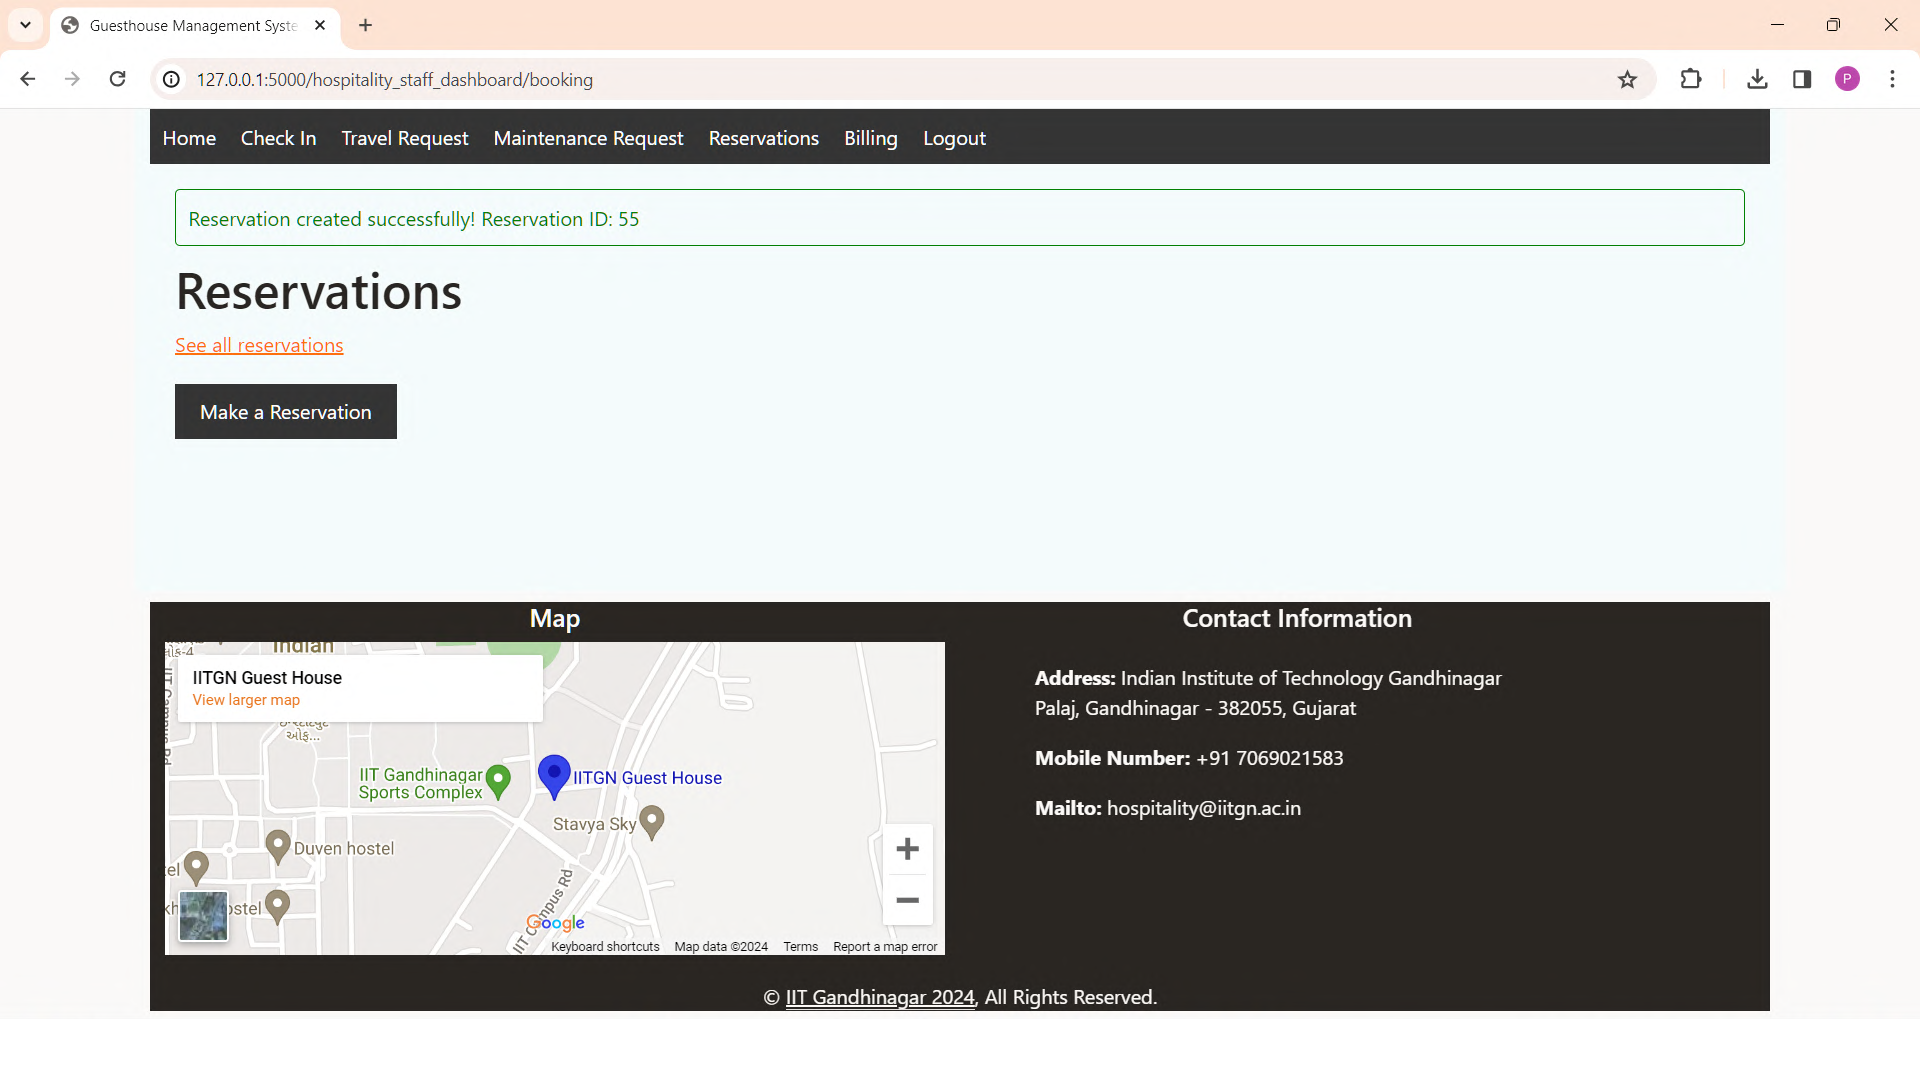 Guesthouse Management Syste
127.0.0.1:5000/hospitality_staff_dashboard/booking
P
Home Check In Travel Request Maintenance Request Reservations Billing Logout
Reservation created successfully! Reservation ID: 55
Reservations
See all reservations
Make a Reservation
Map
Indian
IITGN Guest House
View larger map
ઓફ...
IIT Gandhinagar
Sports Complex
IITGN Guest House
Stavya Sky
Duven hostel
IIT Campus Rd
Google
Keyboard shortcuts Map data ©2024 Terms Report a map error
Contact Information
Address: Indian Institute of Technology Gandhinagar
Palaj, Gandhinagar - 382055, Gujarat
Mobile Number: +91 7069021583
Mailto: hospitality@iitgn.ac.in
© IIT Gandhinagar 2024, All Rights Reserved.